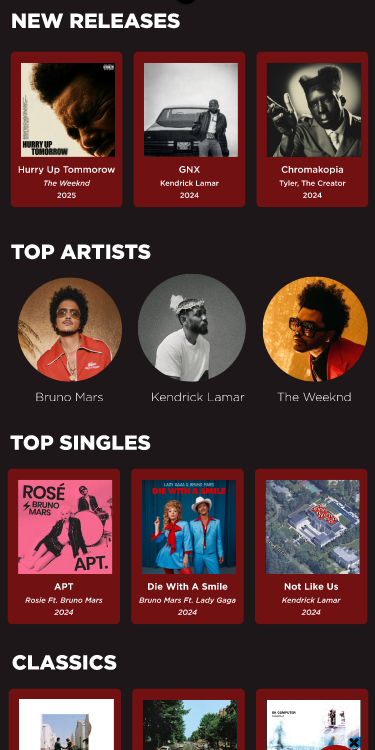 NEW RELEASES
HURRY UP
TOMORROW
Hurry Up Tommorow
The Weeknd
2025
GNX
Kendrick Lamar
2024
Chromakopia
Tyler, The Creator
2024
TOP ARTISTS
Bruno Mars
Kendrick Lamar
The Weeknd
TOP SINGLES
ROSÉ
BRUNO
MARS
APT.
LADY GAGA & BRUNO MARS
DIE WITH A SMILE
APT
Rosie Ft. Bruno Mars
2024
Die With A Smile
Bruno Mars Ft. Lady Gaga
2024
Not Like Us
Kendrick Lamar
2024
CLASSICS
OK COMPUTER